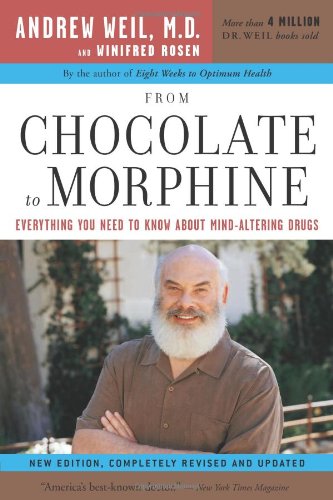 ANDREW WEIL, M.D.
AND WINIFRED ROSEN
More than 4 MILLION
DR. WEIL books sold
By the author of Eight Weeks to Optimum Health
FROM
CHOCOLATE
to MORPHINE
EVERYTHING YOU NEED TO KNOW ABOUT MIND-ALTERING DRUGS
NEW EDITION, COMPLETELY REVISED AND UPDATED
"America's best-known doctor." —New York Times Magazine